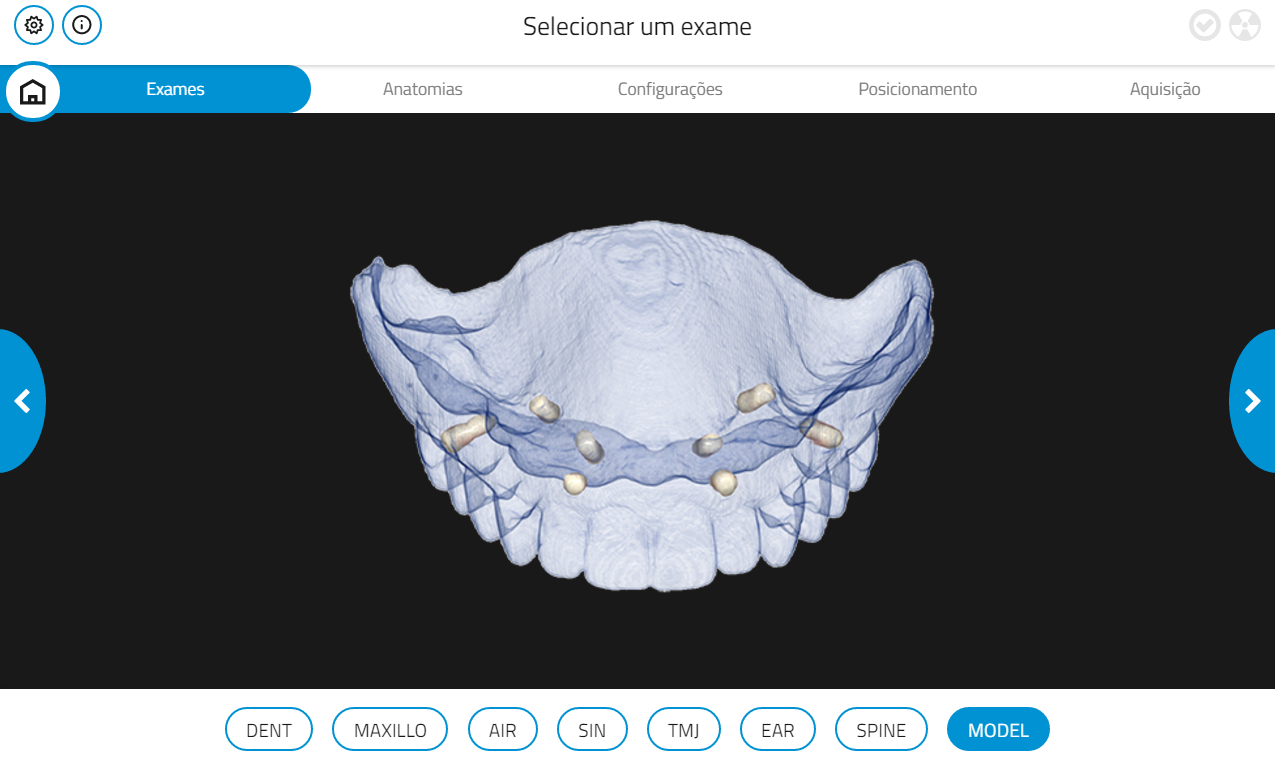 Selecionar um exame
Exames
Anatomias
Configurações
Posicionamento
Aquisição
DENT
MAXILLO
AIR
SIN
TMJ
EAR
SPINE
MODEL